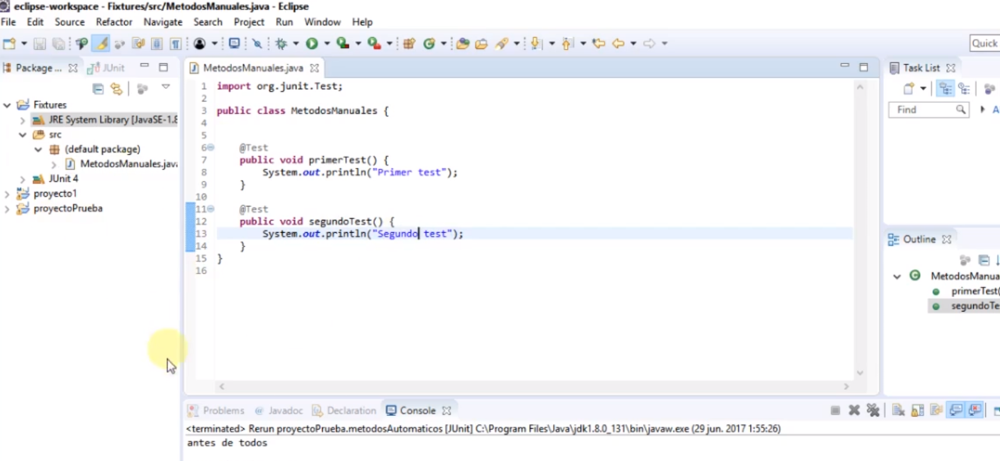 eclipse-workspace - Fixtures/src/MetodosManuales.java - Eclipse
File Edit Source Refactor Navigate Search Project Run Window Help
Quick
Package... JUnit
Fixtures
JRE System Library [JavaSE-1.8
src
(default package)
MetodosManuales.java
JUnit 4
proyecto1
proyectoPrueba
MetodosManuales.java
1 import org.junit.Test;
2
3 public class MetodosManuales {
4
5
6 @Test
7 public void primerTest() {
8 System.out.println("Primer test");
9 }
10
11 @Test
12 public void segundoTest() {
13 System.out.println("Segundo test");
14 }
15 }
16
Task List
Find A
Outline
MetodosManua
primerTest(
segundoTe
Problems @ Javadoc Declaration Console
<terminated> Rerun proyectoPrueba.metodosAutomaticos [JUnit] C:\Program Files\Java\jdk1.8.0_131\bin\javaw.exe (29 jun. 2017 1:55:26)
antes de todos